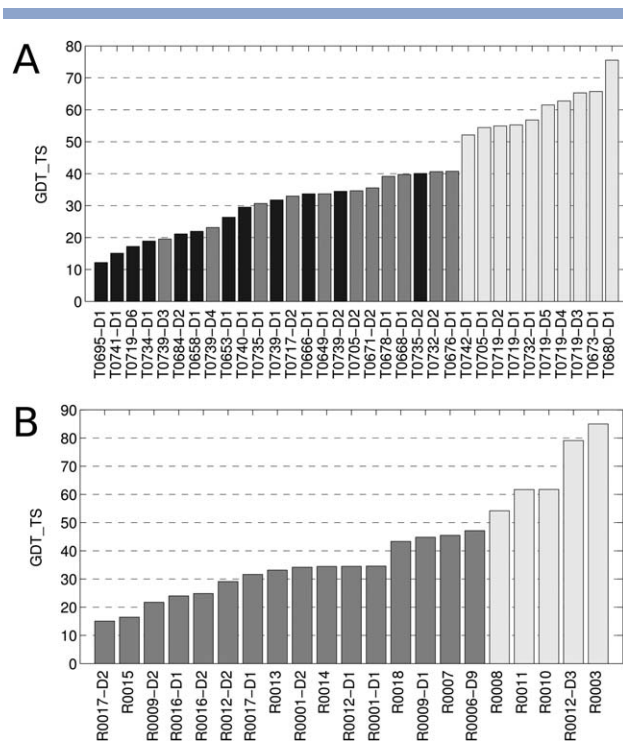 A
80
70
60
50
40
30
20
10
0
GDT_TS
T0695-D1
T0741-D1
T0719-D6
T0734-D1
T0739-D3
T0684-D2
T0658-D1
T0739-D4
T0653-D1
T0740-D1
T0735-D1
T0739-D1
T0717-D2
T0666-D1
T0649-D1
T0739-D2
T0705-D2
T0671-D2
T0678-D1
T0668-D1
T0735-D2
T0732-D2
T0676-D1
T0742-D1
T0705-D1
T0719-D2
T0719-D1
T0732-D1
T0719-D5
T0719-D4
T0719-D3
T0673-D1
T0680-D1
B
90
80
70
60
50
40
30
20
10
0
GDT_TS
R0017-D2
R0015
R0009-D2
R0016-D1
R0016-D2
R0012-D2
R0017-D1
R0013
R0001-D2
R0014
R0012-D1
R0001-D1
R0018
R0009-D1
R0007
R0006-D9
R0008
R0011
R0010
R0012-D3
R0003